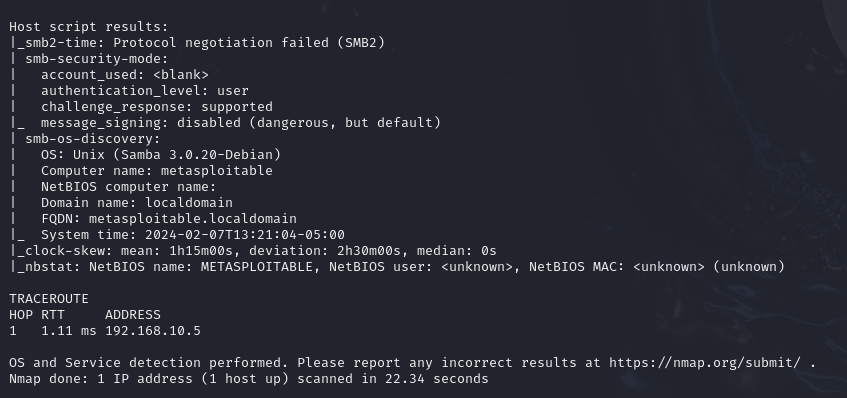 Host script results:
|_smb2-time: Protocol negotiation failed (SMB2)
| smb-security-mode:
|   account_used: <blank>
|   authentication_level: user
|   challenge_response: supported
|_  message_signing: disabled (dangerous, but default)
| smb-os-discovery:
|   OS: Unix (Samba 3.0.20-Debian)
|   Computer name: metasploitable
|   NetBIOS computer name:
|   Domain name: localdomain
|   FQDN: metasploitable.localdomain
|_  System time: 2024-02-07T13:21:04-05:00
|_clock-skew: mean: 1h15m00s, deviation: 2h30m00s, median: 0s
|_nbstat: NetBIOS name: METASPLOITABLE, NetBIOS user: <unknown>, NetBIOS MAC: <unknown> (unknown)
TRACEROUTE
HOP RTT     ADDRESS
1   1.11 ms 192.168.10.5
OS and Service detection performed. Please report any incorrect results at https://nmap.org/submit/ .
Nmap done: 1 IP address (1 host up) scanned in 22.34 seconds